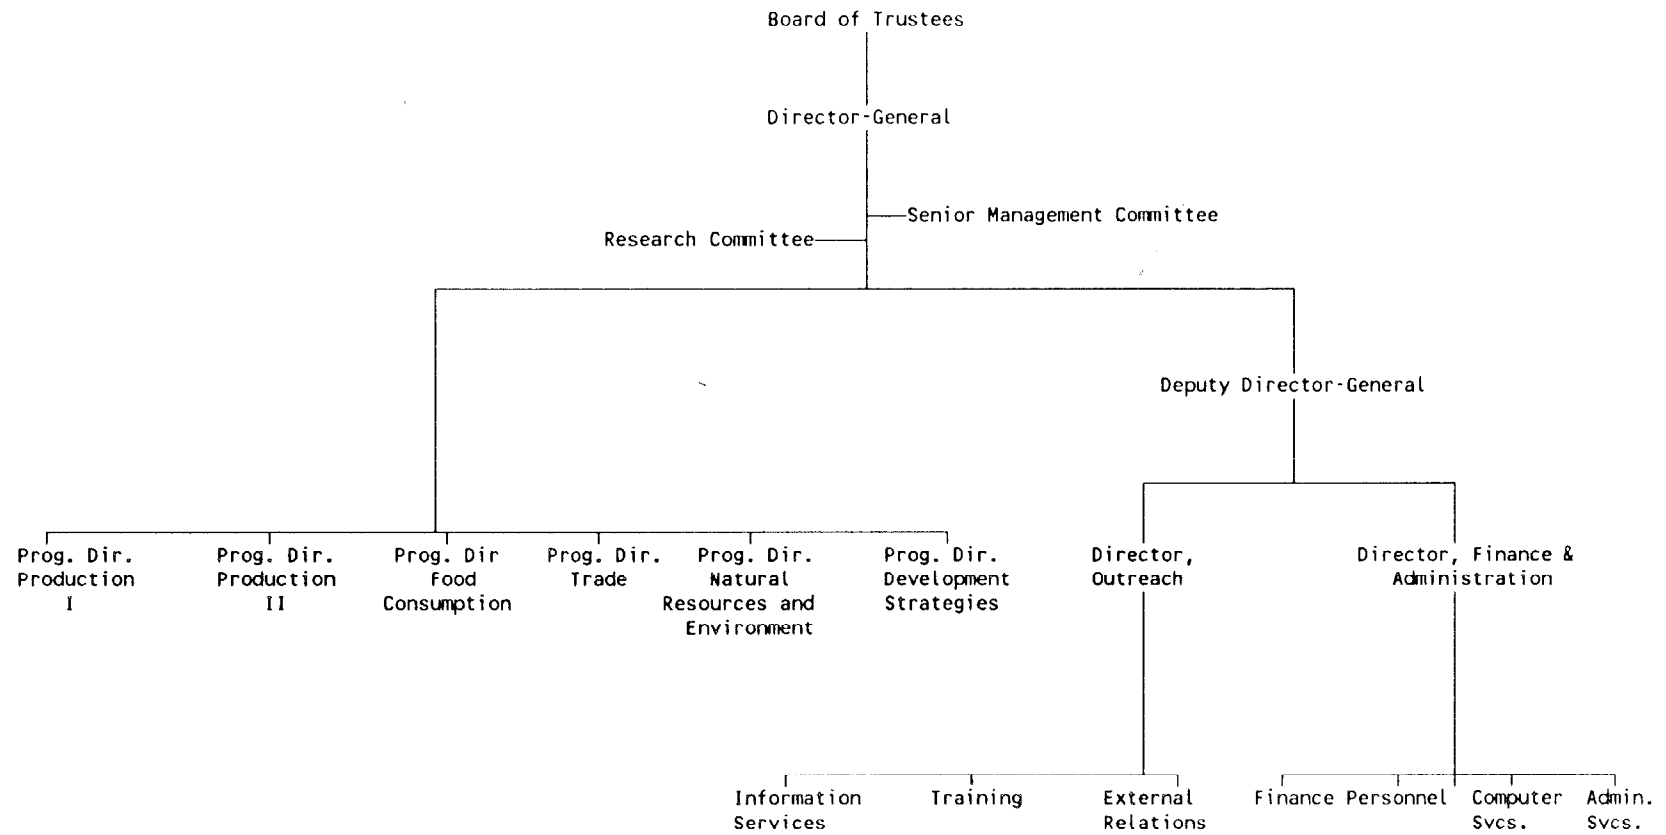 Board of Trustees
Director-General
Senior Management Committee
Research Committee
Deputy Director-General
Prog. Dir.
Production
I
Prog. Dir.
Production
II
Prog. Dir
Food
Consumption
Prog. Dir.
Trade
Prog. Dir.
Natural
Resources and
Environment
Prog. Dir.
Development
Strategies
Director,
Outreach
Director, Finance &
Administration
Information
Services
Training
External
Relations
Finance
Personnel
Computer
Svcs.
Admin.
Svcs.